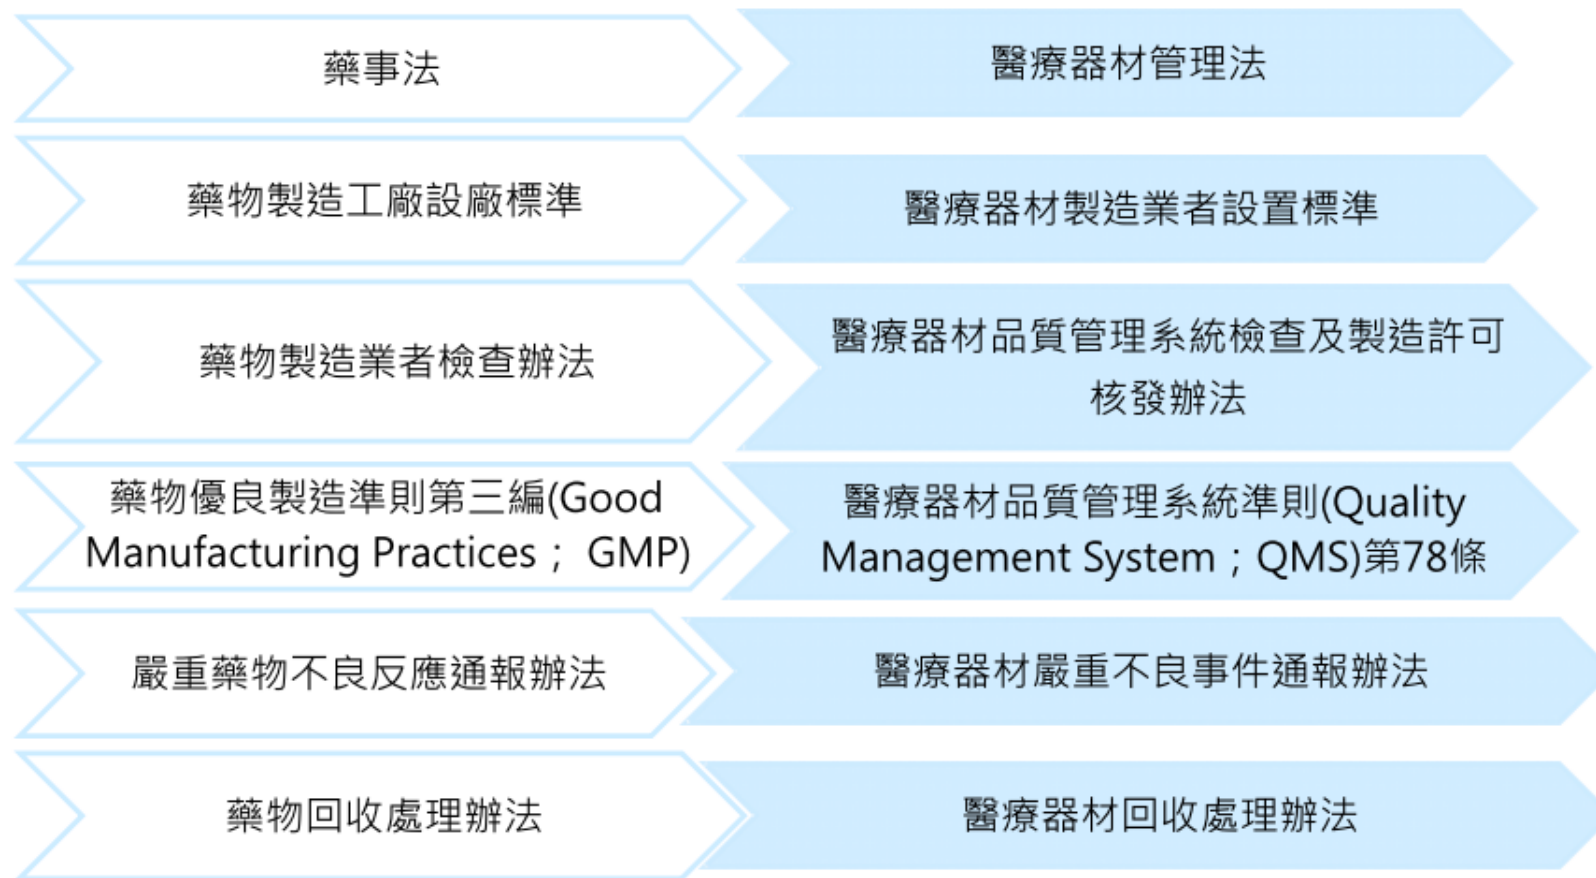 藥事法
醫療器材管理法
藥物製造工廠設廠標準
醫療器材製造業者設置標準
藥物製造業者檢查辦法
醫療器材品質管理系統檢查及製造許可
核發辦法
藥物優良製造準則第三編(Good
Manufacturing Practices； GMP)
醫療器材品質管理系統準則(Quality
Management System；QMS)第78條
嚴重藥物不良反應通報辦法
醫療器材嚴重不良事件通報辦法
藥物回收處理辦法
醫療器材回收處理辦法